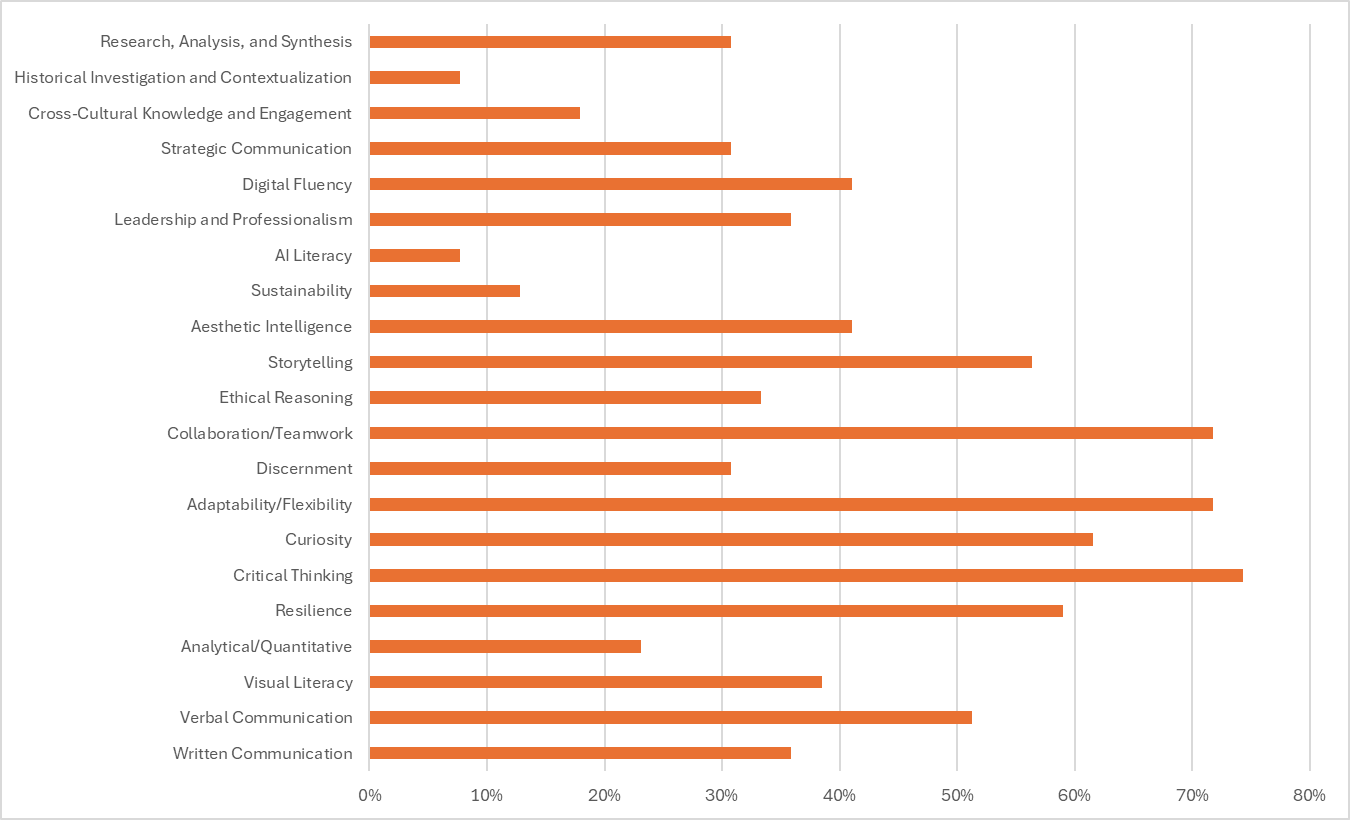 Research, Analysis, and Synthesis
Historical Investigation and Contextualization
Cross-Cultural Knowledge and Engagement
Strategic Communication
Digital Fluency
Leadership and Professionalism
AI Literacy
Sustainability
Aesthetic Intelligence
Storytelling
Ethical Reasoning
Collaboration/Teamwork
Discernment
Adaptability/Flexibility
Curiosity
Critical Thinking
Resilience
Analytical/Quantitative
Visual Literacy
Verbal Communication
Written Communication
0% 10% 20% 30% 40% 50% 60% 70% 80%